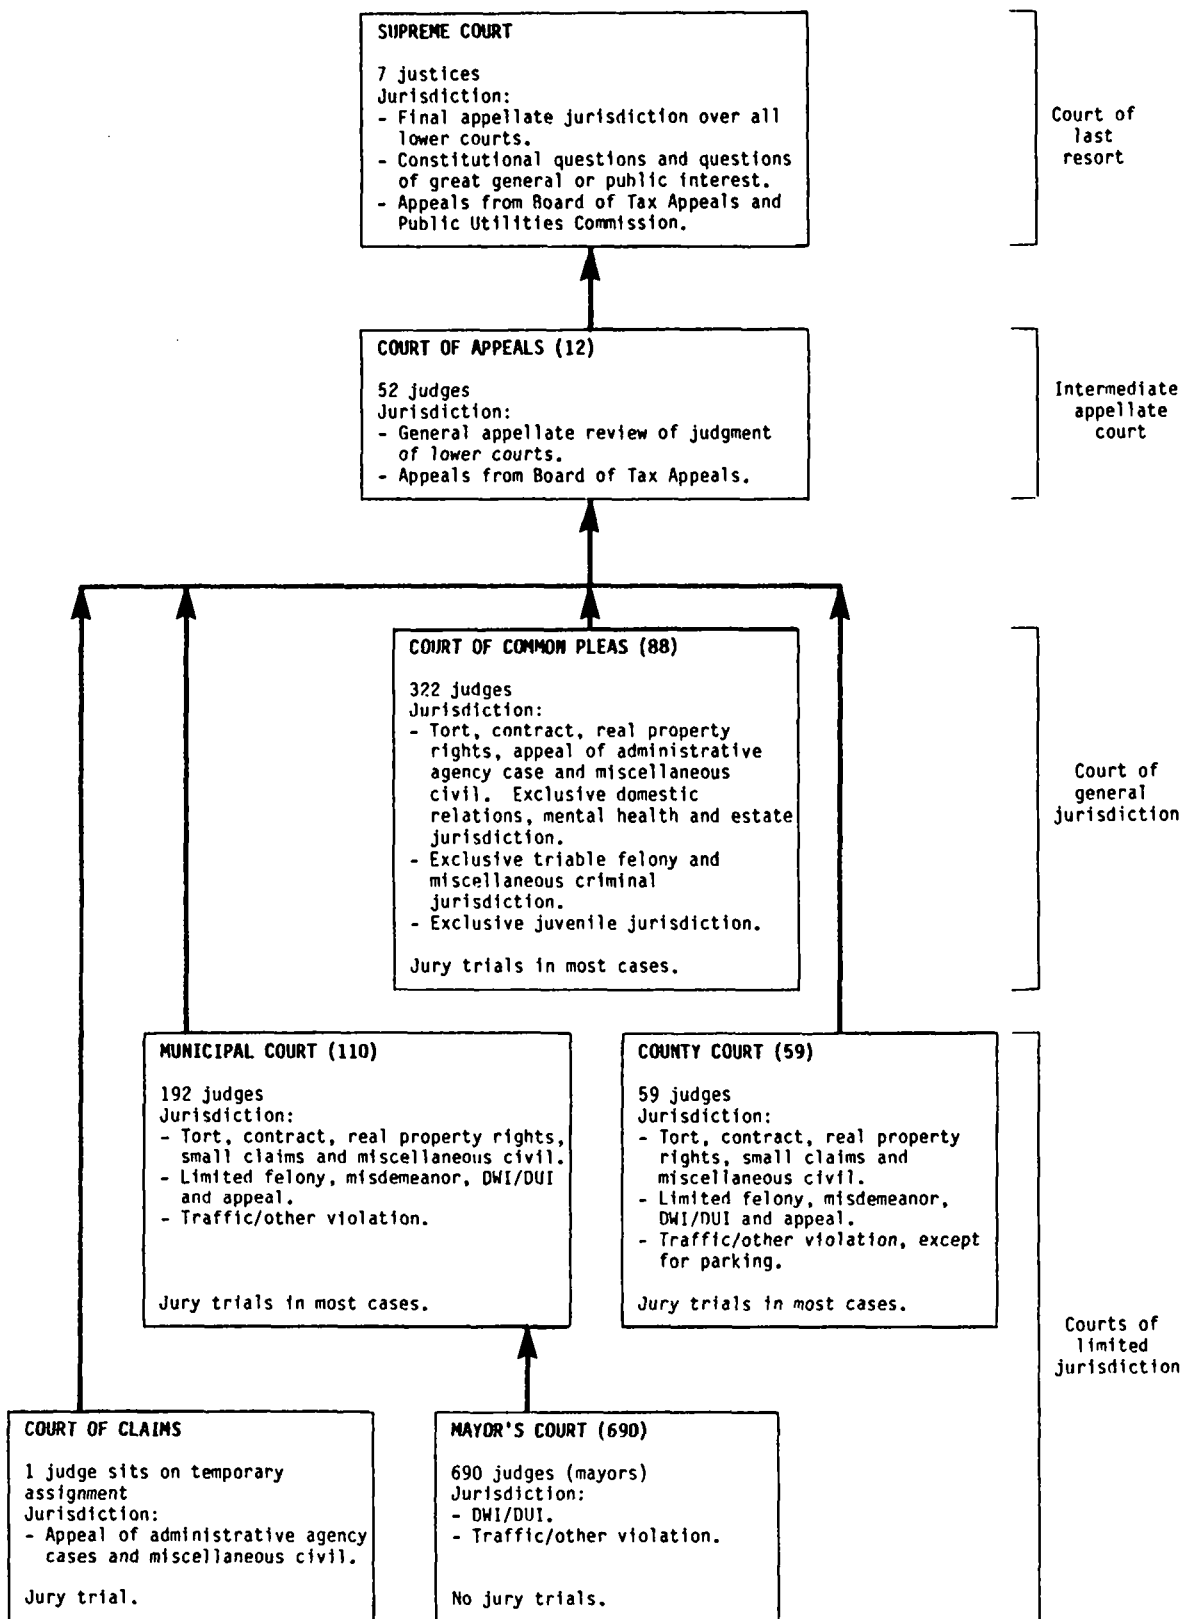 SUPREME COURT
7 justices
Jurisdiction:
- Final appellate jurisdiction over all
lower courts.
- Constitutional questions and questions
of great general or public interest.
- Appeals from Board of Tax Appeals and
Public Utilities Commission.
Court of
last
resort
COURT OF APPEALS (12)
52 judges
Jurisdiction:
- General appellate review of judgment
of lower courts.
- Appeals from Board of Tax Appeals.
Intermediate
appellate
court
COURT OF COMMON PLEAS (88)
322 judges
Jurisdiction:
- Tort, contract, real property
rights, appeal of administrative
agency case and miscellaneous
civil. Exclusive domestic
relations, mental health and estate
jurisdiction.
- Exclusive triable felony and
miscellaneous criminal
jurisdiction.
- Exclusive juvenile jurisdiction.
Jury trials in most cases.
Court of
general
jurisdiction
MUNICIPAL COURT (110)
192 judges
Jurisdiction:
- Tort, contract, real property rights,
small claims and miscellaneous civil.
- Limited felony, misdemeanor, DWI/DUI
and appeal.
- Traffic/other violation.
Jury trials in most cases.
COUNTY COURT (59)
59 judges
Jurisdiction:
- Tort, contract, real property
rights, small claims and
miscellaneous civil.
- Limited felony, misdemeanor,
DWI/DUI and appeal.
- Traffic/other violation, except
for parking.
Jury trials in most cases.
Courts of
limited
jurisdiction
COURT OF CLAIMS
1 judge sits on temporary
assignment
Jurisdiction:
- Appeal of administrative agency
cases and miscellaneous civil.
Jury trial.
MAYOR'S COURT (690)
690 judges (mayors)
Jurisdiction:
- DWI/DUI.
- Traffic/other violation.
No jury trials.